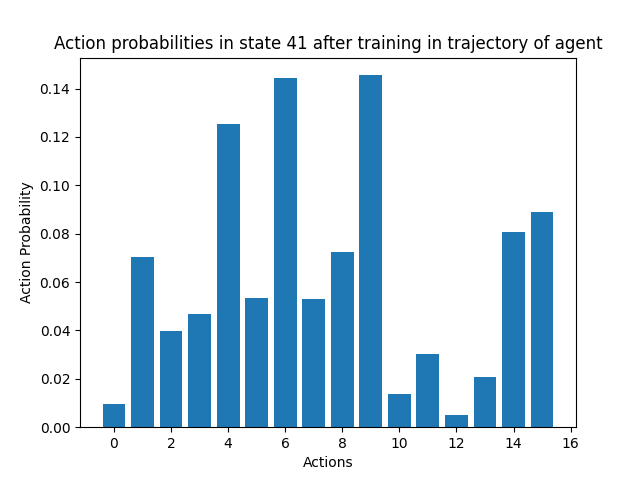 Action probabilities in state 41 after training in trajectory of agent
0.14
0.12
0.10
0.08
0.06
0.04
0.02
0.00
Action Probability
0 2 4 6 8 10 12 14 16
Actions